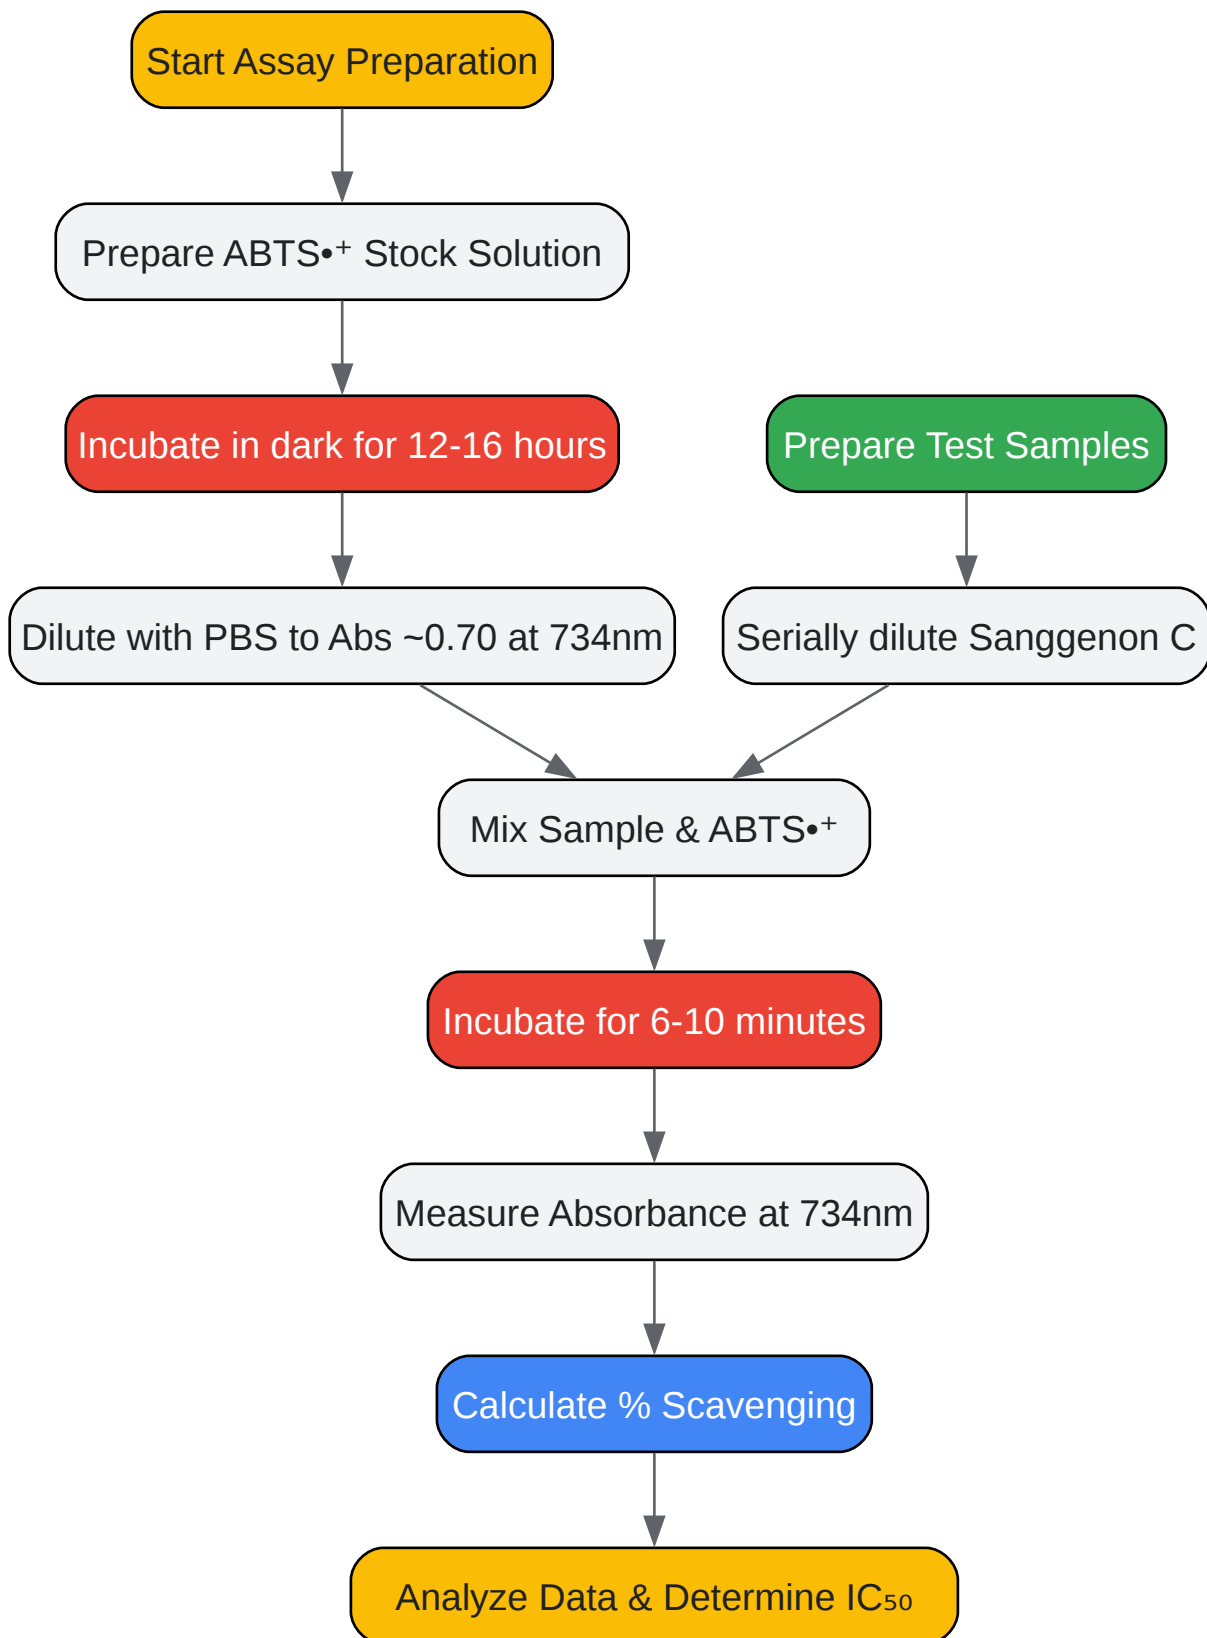 Start Assay Preparation
Prepare ABTS•⁺ Stock Solution
Incubate in dark for 12-16 hours
Prepare Test Samples
Dilute with PBS to Abs ~0.70 at 734nm
Serially dilute Sanggenon C
Mix Sample & ABTS•⁺
Incubate for 6-10 minutes
Measure Absorbance at 734nm
Calculate % Scavenging
Analyze Data & Determine IC₅₀